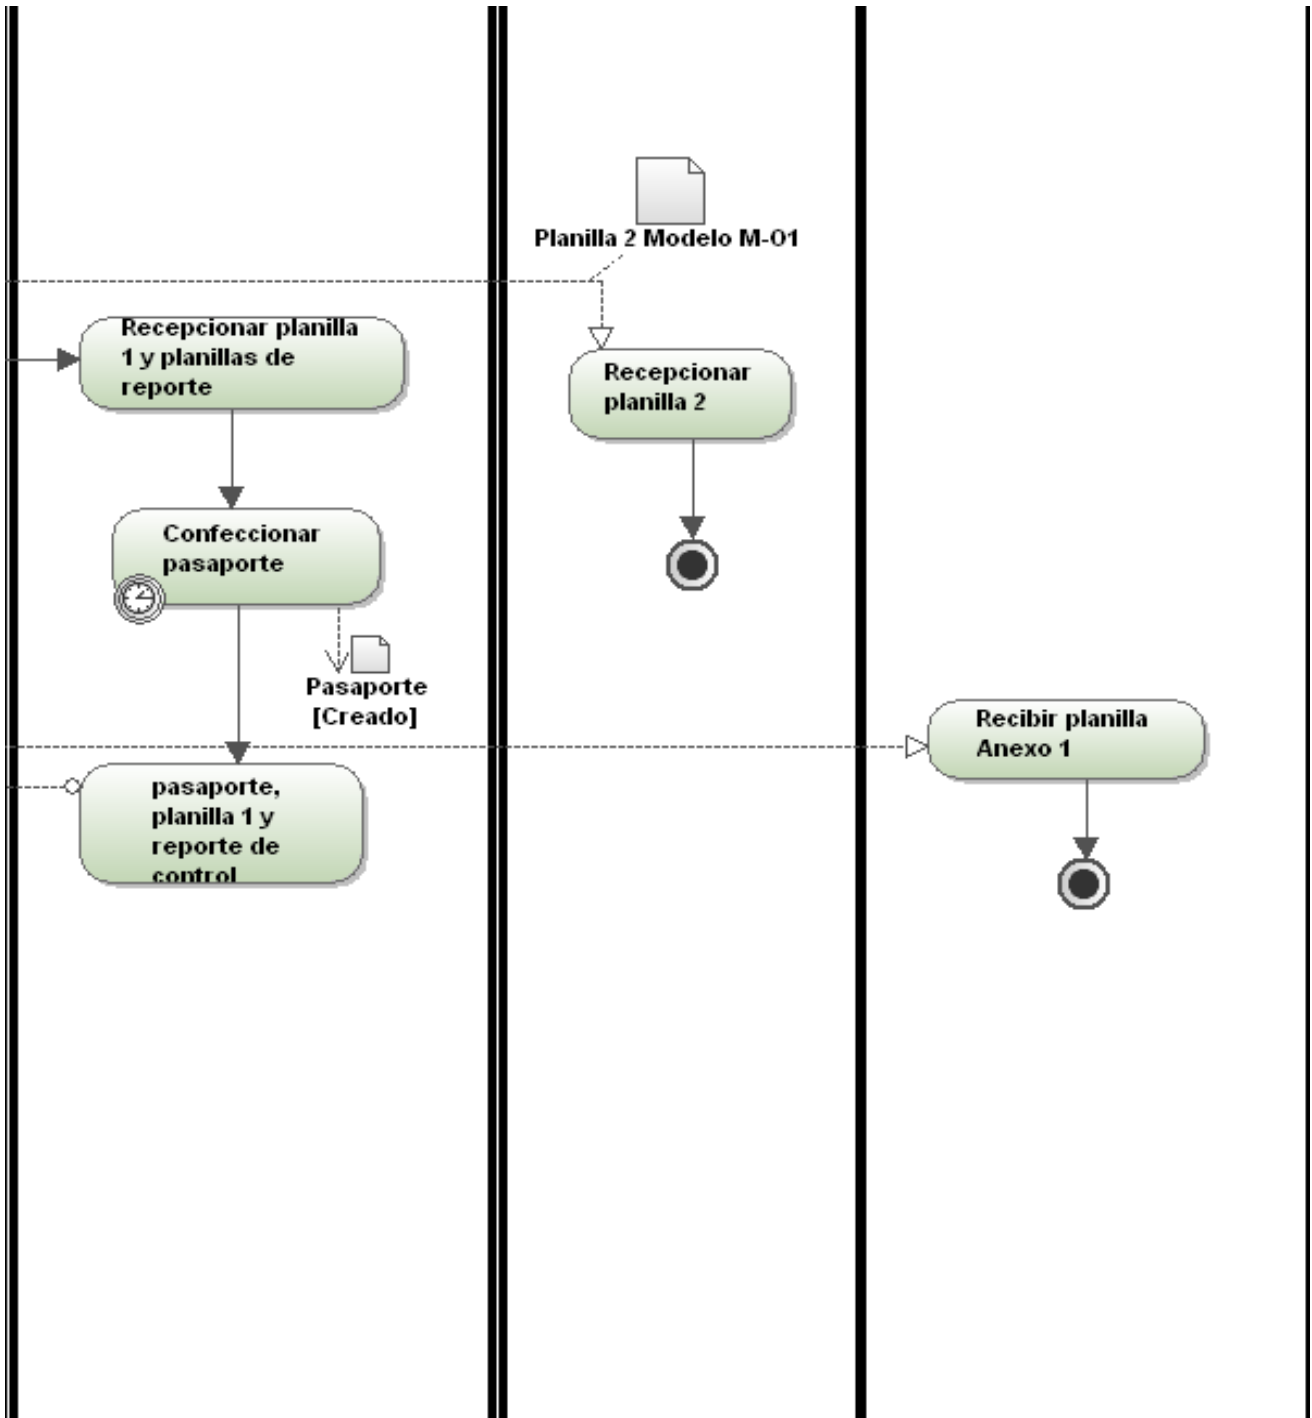 Planilla 2 Modelo M-01
Recepcionar planilla
1 y planillas de
reporte
Recepcionar
planilla 2
Confeccionar
pasaporte
Pasaporte
[Creado]
Recibir planilla
Anexo 1
pasaporte,
planilla 1 y
reporte de
control